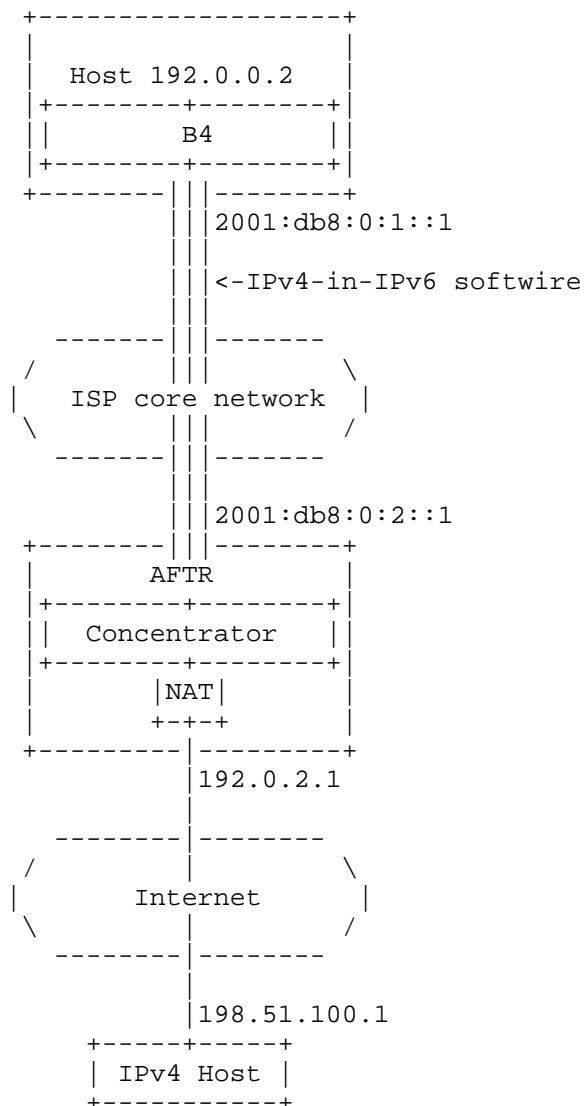 Host 192.0.0.2
B4
2001:db8:0:1::1
<-IPv4-in-IPv6 softwire
ISP core network
2001:db8:0:2::1
AFTR
Concentrator
NAT
192.0.2.1
Internet
198.51.100.1
IPv4 Host